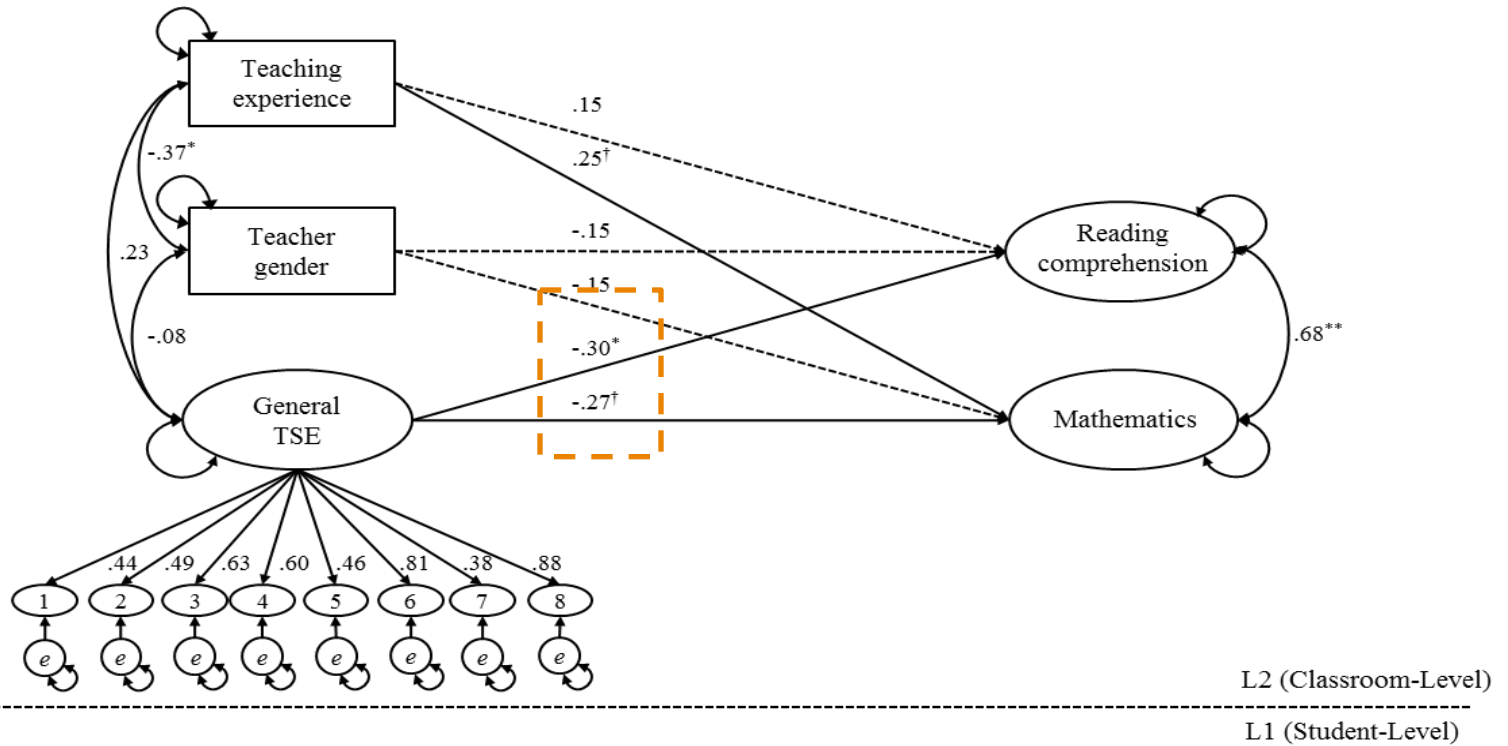 Teaching
experience
.15
-.37*
.25†
Teacher
gender
-.15
Reading
comprehension
.23
-.15
-.08
-.30*
.68**
General
TSE
-.27†
Mathematics
.44 .49 .63 .60 .46 .81 .38 .88
1 2 3 4 5 6 7 8
e e e e e e e e
L2 (Classroom-Level)
L1 (Student-Level)